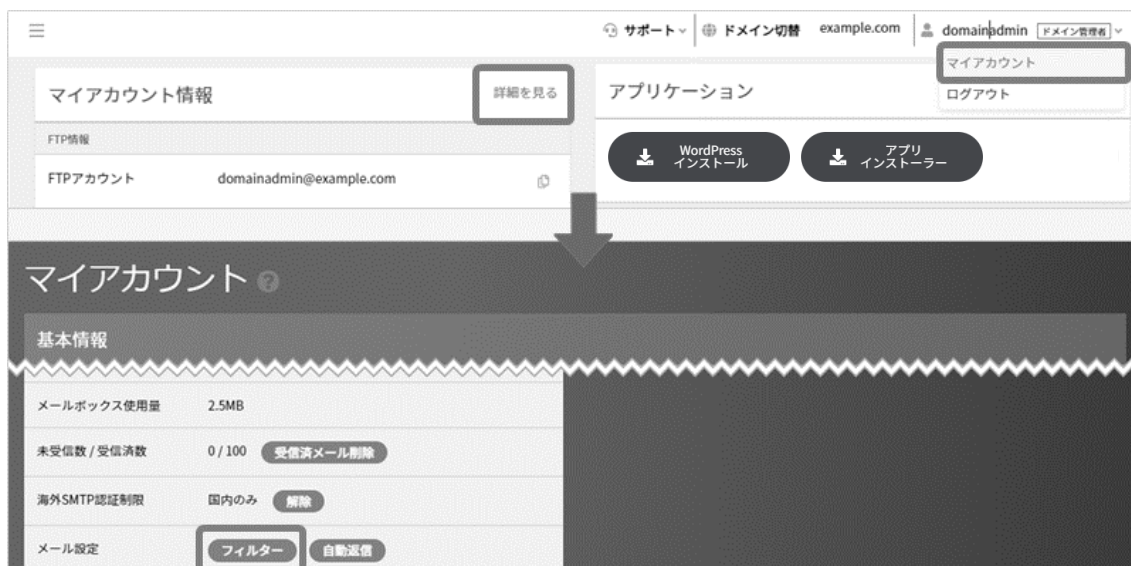 サポート ドメイン切替 example.com domainadmin ドメイン管理者
マイアカウント
ログアウト
マイアカウント情報 詳細を見る
FTP情報
FTPアカウント domainadmin@example.com
アプリケーション
WordPress
インストール
アプリ
インストーラー
マイアカウント
基本情報
メールボックス使用量 2.5MB
未受信数 / 受信済数 0 / 100 受信済メール削除
海外SMTP認証制限 国内のみ 解除
メール設定 フィルター 自動返信